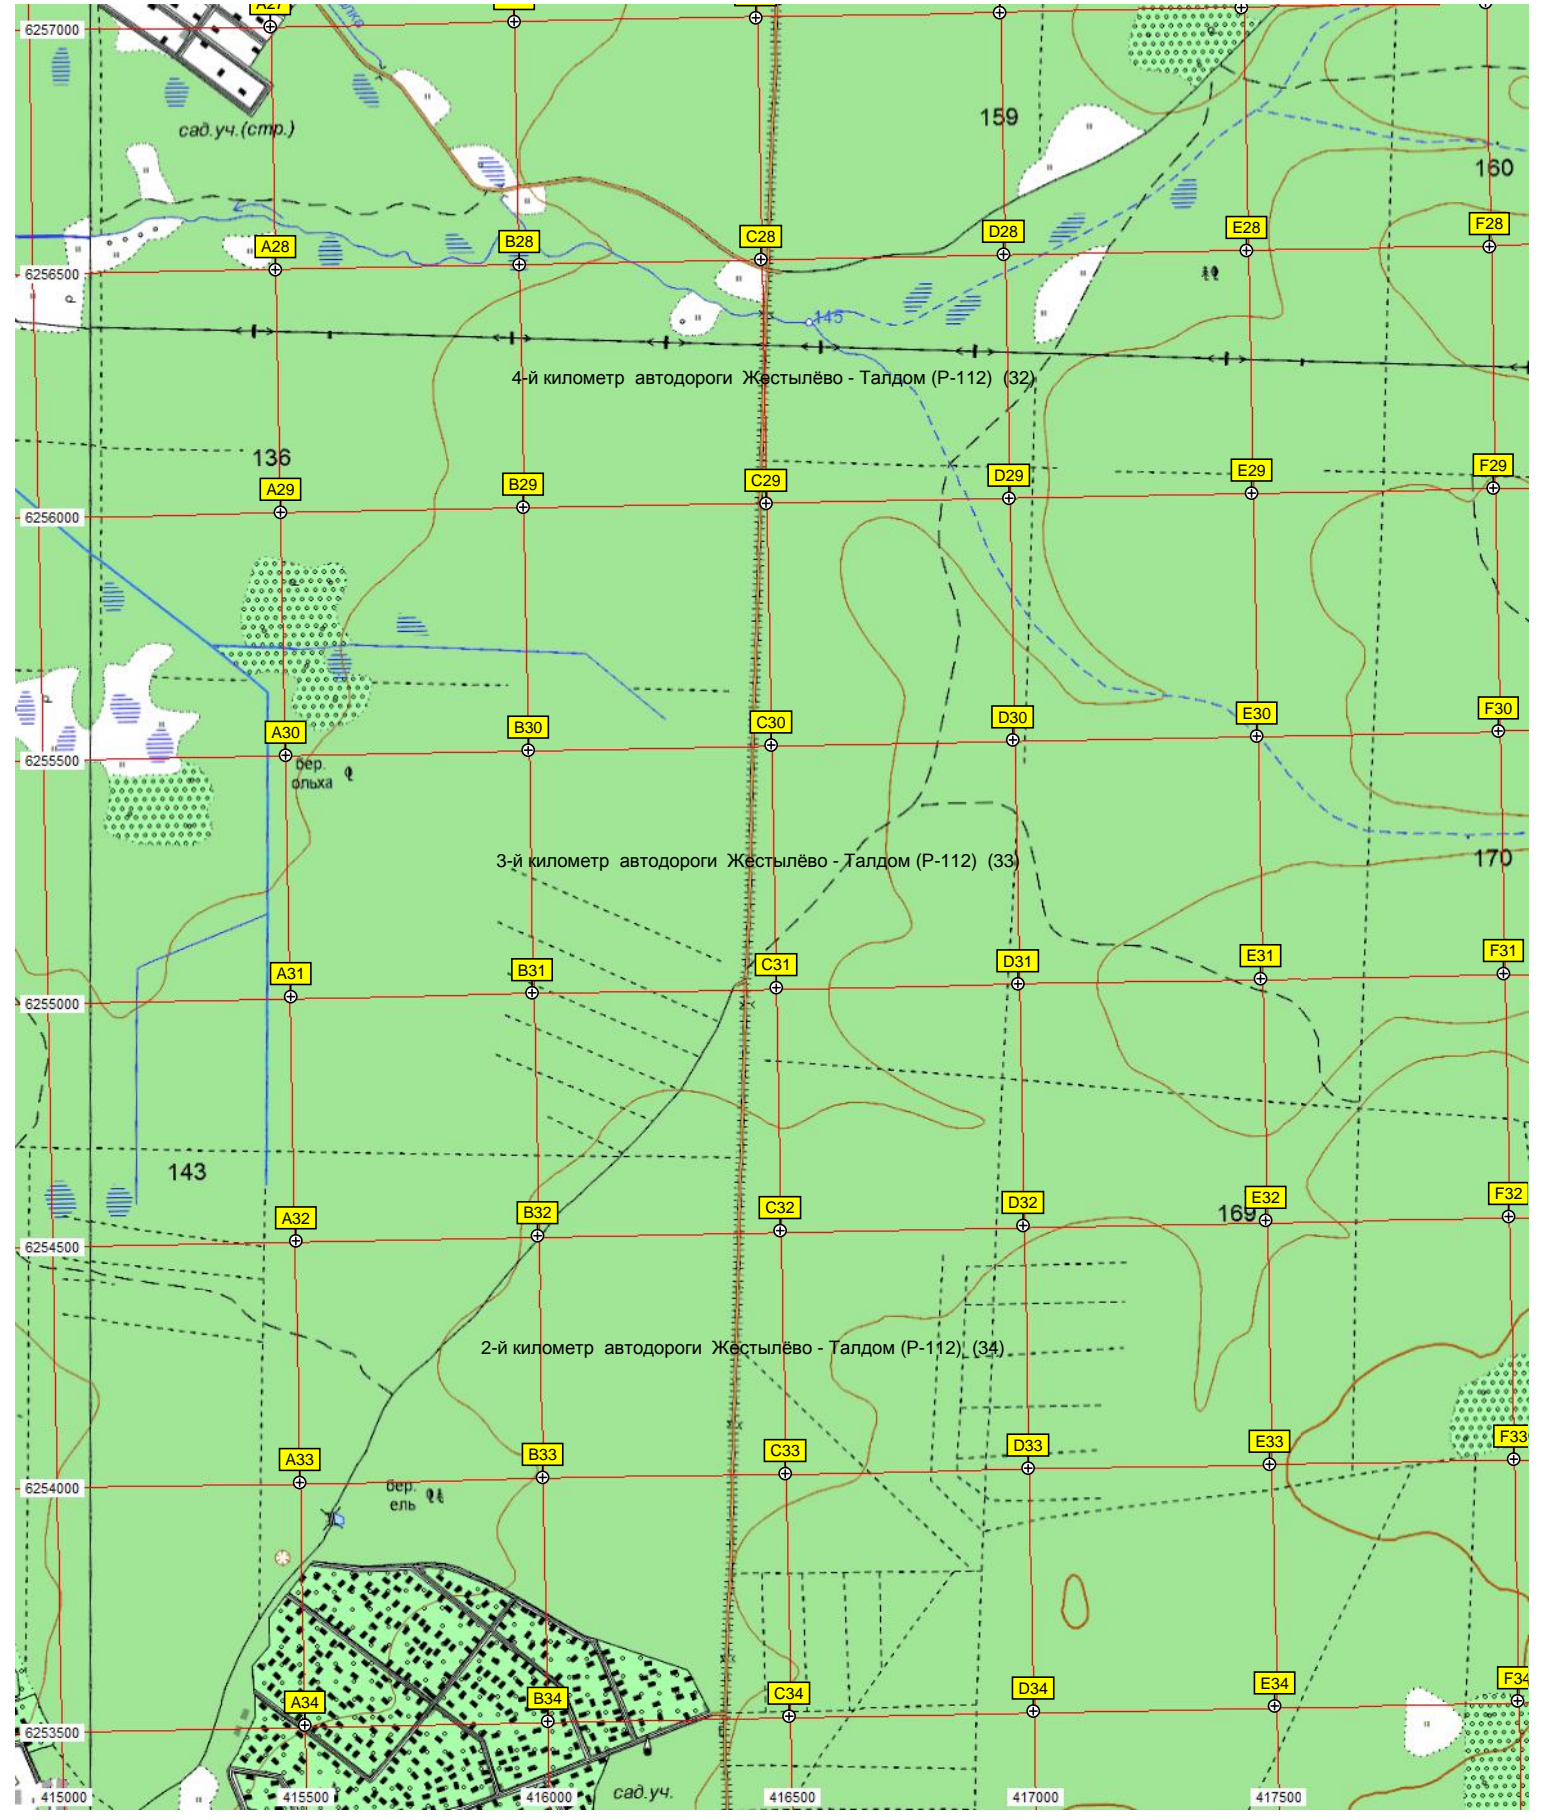 A27
6257000
сад.уч.(стр.)
159
160
A28
B28
C28
D28
E28
F28
6256500
145
4-й километр автодороги Жестылёво - Талдом (Р-112) (32)
136
A29
B29
C29
D29
E29
F29
6256000
A30
B30
C30
D30
E30
F30
6255500
бер.
ольха
3-й километр автодороги Жестылёво - Талдом (Р-112) (33)
170
A31
B31
C31
D31
E31
F31
6255000
143
A32
B32
C32
D32
E32
F32
169
6254500
2-й километр автодороги Жестылёво - Талдом (Р-112) (34)
A33
B33
C33
D33
E33
F33
6254000
бер.
ель
A34
B34
C34
D34
E34
F34
6253500
сад.уч.
415000
415500
416000
416500
417000
417500